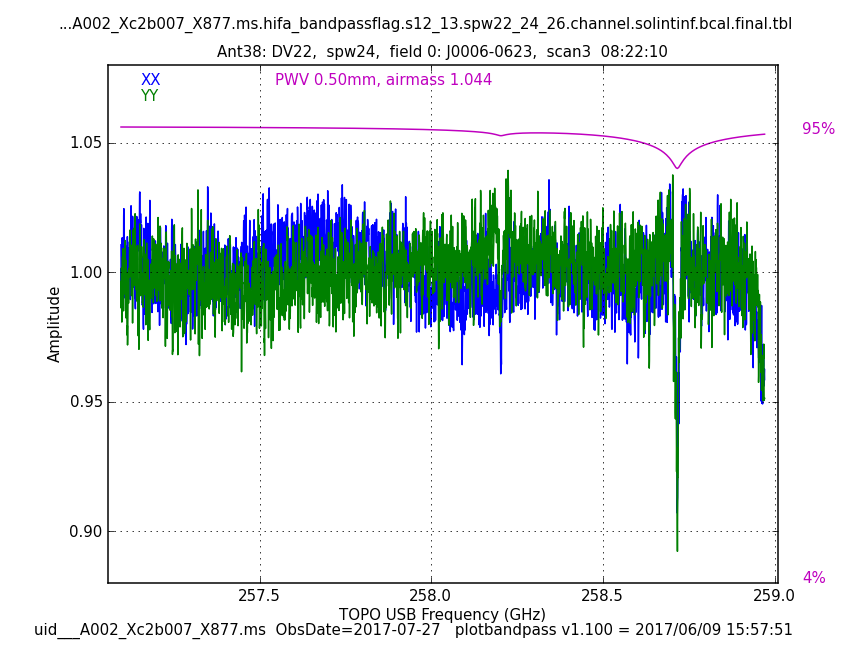 ...A002_Xc2b007_X877.ms.hifa_bandpassflag.s12_13.spw22_24_26.channel.solintinf.bcal.final.tbl
Ant38: DV22, spw24, field 0: J0006-0623, scan3 08:22:10
XX
PWV 0.50mm, airmass 1.044
YY
95%
1.05
1.00
0.95
0.90
Amplitude
4%
257.5
258.0
258.5
259.0
TOPO USB Frequency (GHz)
uid___A002_Xc2b007_X877.ms ObsDate=2017-07-27 plotbandpass v1.100 = 2017/06/09 15:57:51